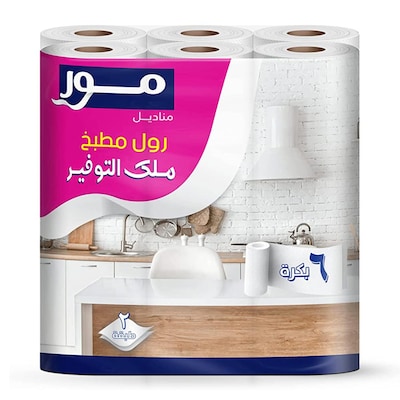 مور
مناديل
رول مطبخ
ملك التوفير
٦ بكرة
٢
طبقة